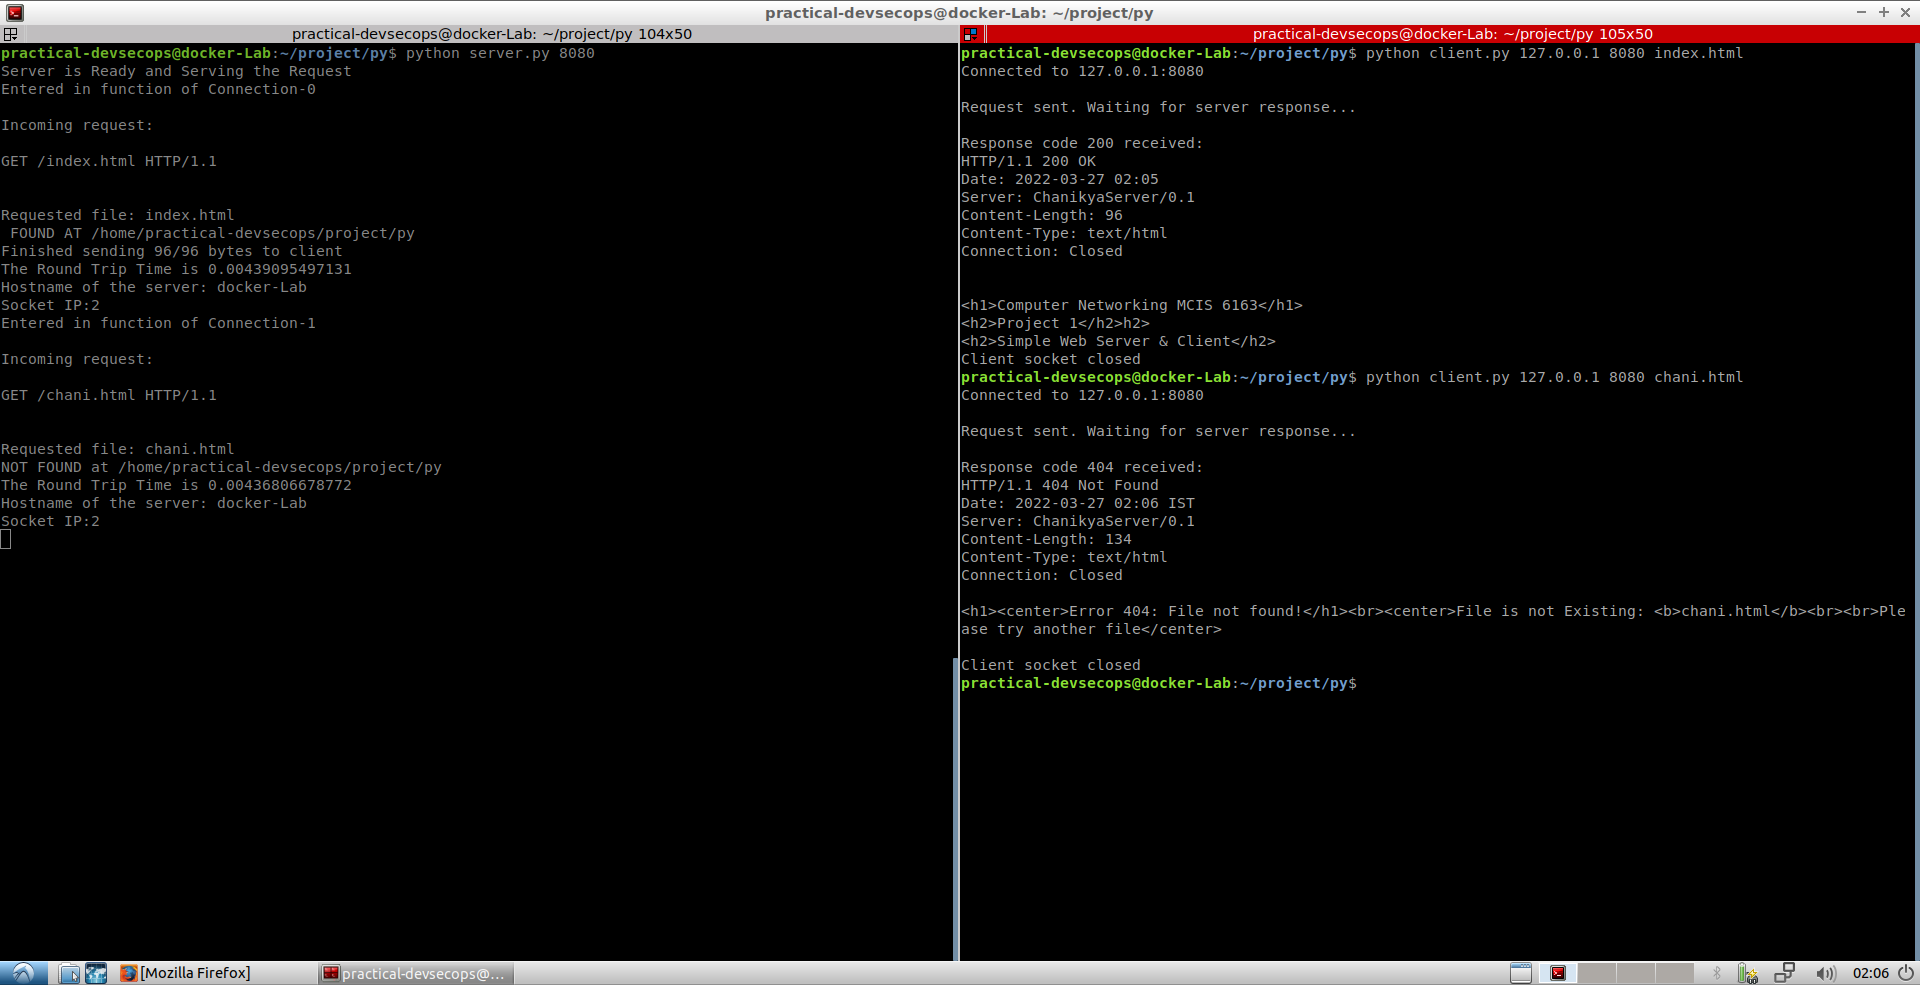 practical-devsecops@docker-Lab: ~/project/py
practical-devsecops@docker-Lab: ~/project/py 104x50
practical-devsecops@docker-Lab:~/project/py$ python server.py 8080
Server is Ready and Serving the Request
Entered in function of Connection-0
Incoming request:
GET /index.html HTTP/1.1
Requested file: index.html
FOUND AT /home/practical-devsecops/project/py
Finished sending 96/96 bytes to client
The Round Trip Time is 0.00439095497131
Hostname of the server: docker-Lab
Socket IP:2
Entered in function of Connection-1
Incoming request:
GET /chani.html HTTP/1.1
Requested file: chani.html
NOT FOUND at /home/practical-devsecops/project/py
The Round Trip Time is 0.00436806678772
Hostname of the server: docker-Lab
Socket IP:2
practical-devsecops@docker-Lab: ~/project/py 105x50
practical-devsecops@docker-Lab:~/project/py$ python client.py 127.0.0.1 8080 index.html
Connected to 127.0.0.1:8080
Request sent. Waiting for server response...
Response code 200 received:
HTTP/1.1 200 OK
Date: 2022-03-27 02:05
Server: ChanikyaServer/0.1
Content-Length: 96
Content-Type: text/html
Connection: Closed
<h1>Computer Networking MCIS 6163</h1>
<h2>Project 1</h2>h2>
<h2>Simple Web Server & Client</h2>
Client socket closed
practical-devsecops@docker-Lab:~/project/py$ python client.py 127.0.0.1 8080 chani.html
Connected to 127.0.0.1:8080
Request sent. Waiting for server response...
Response code 404 received:
HTTP/1.1 404 Not Found
Date: 2022-03-27 02:06 IST
Server: ChanikyaServer/0.1
Content-Length: 134
Content-Type: text/html
Connection: Closed
<h1><center>Error 404: File not found!</h1><br><center>File is not Existing: <b>chani.html</b><br><br>Ple
ase try another file</center>
Client socket closed
practical-devsecops@docker-Lab:~/project/py$
[Mozilla Firefox]
practical-devsecops@...
02:06